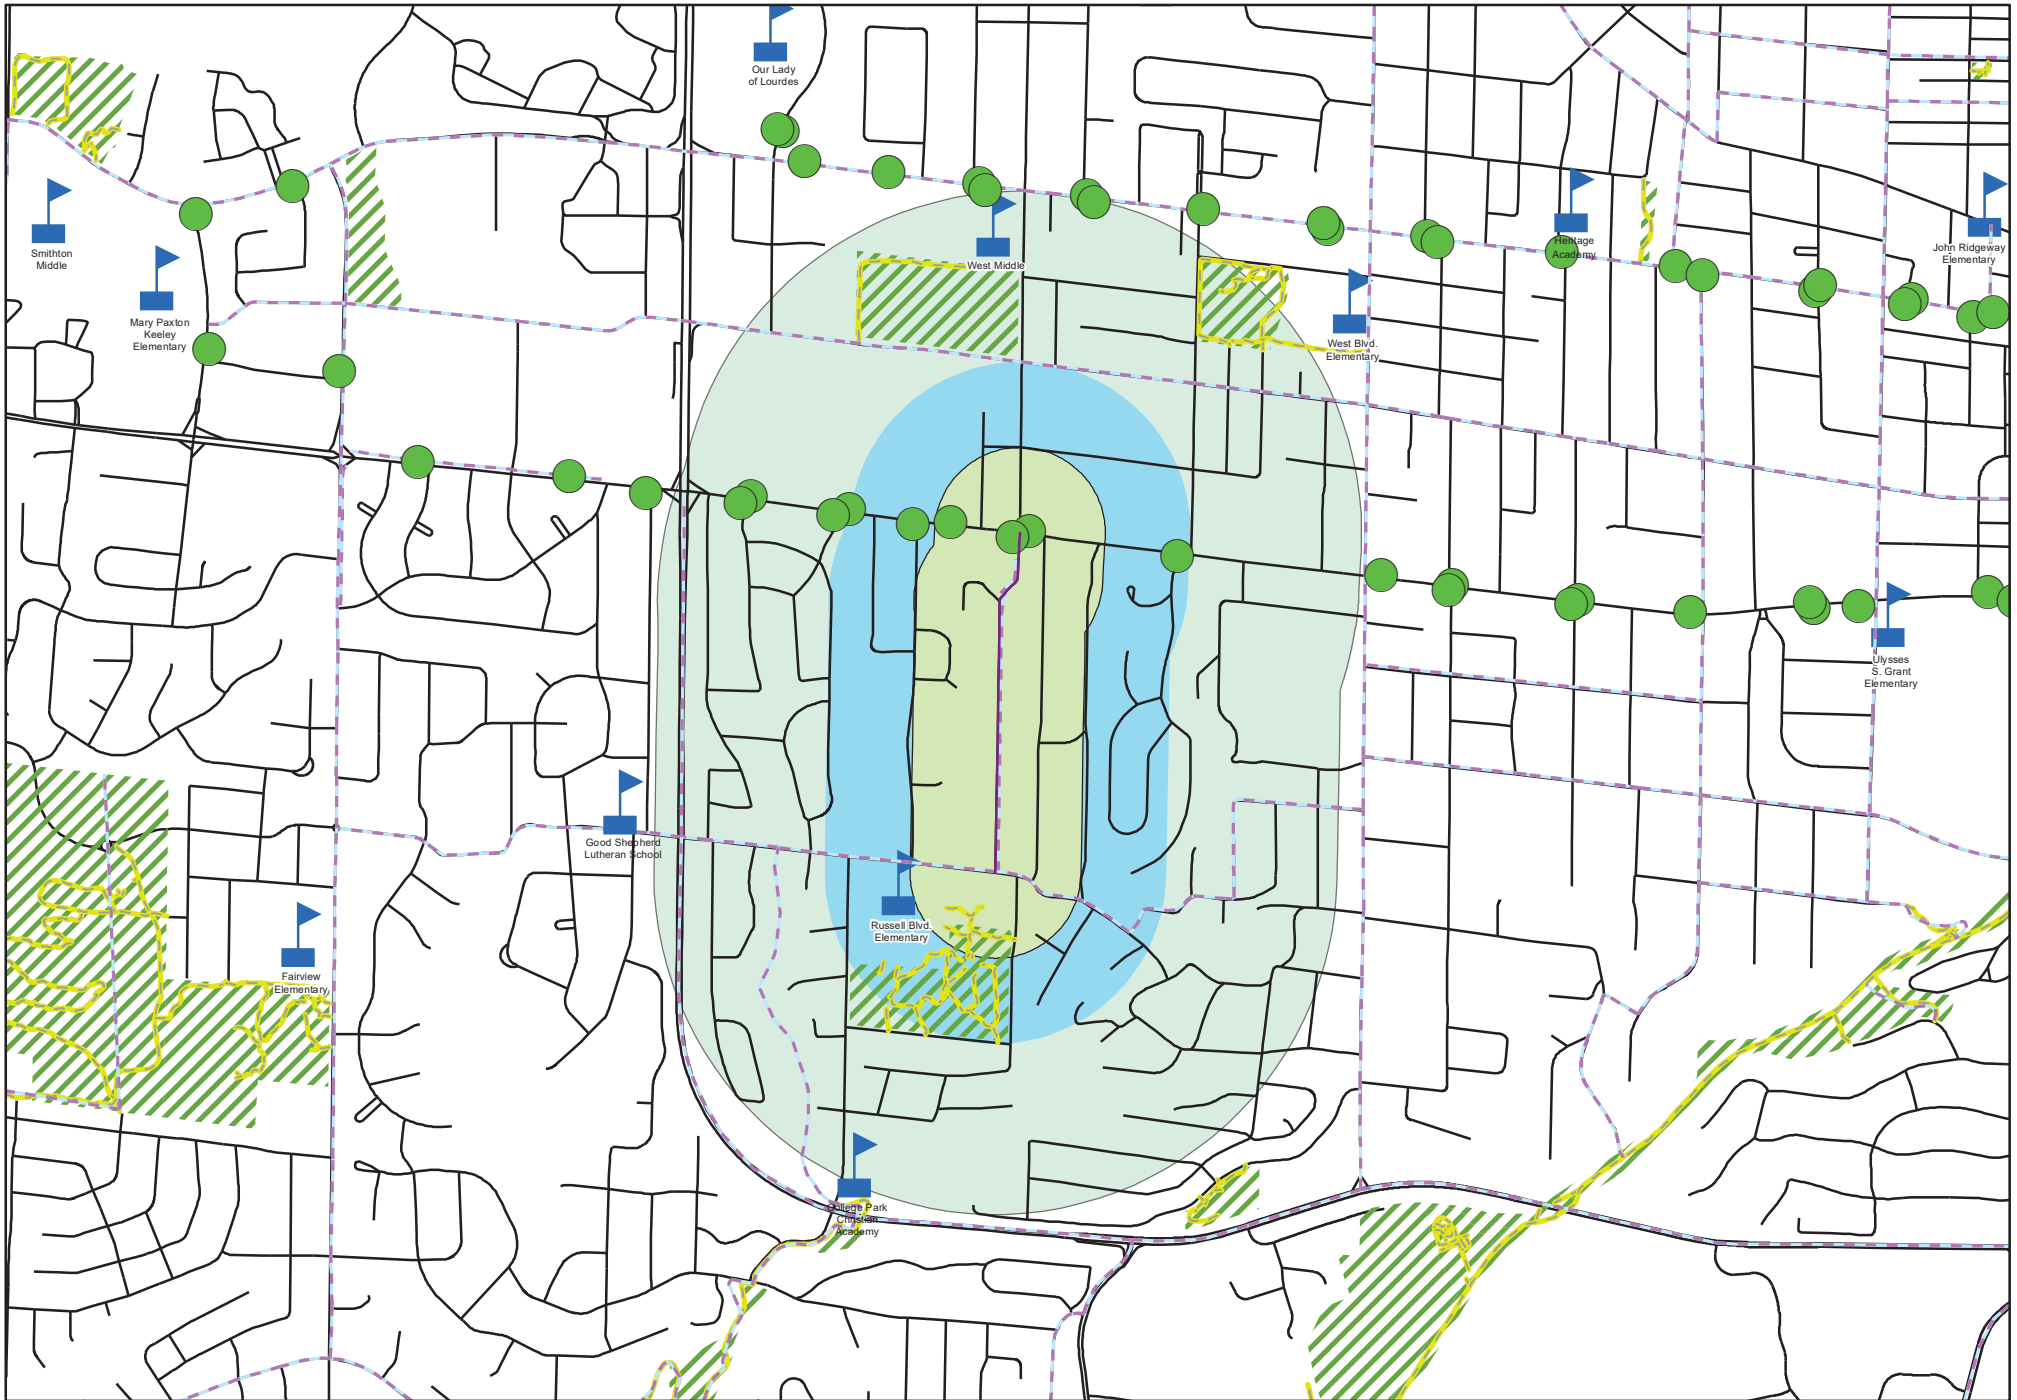 Our Lady
of Lourdes
Smithton
Middle
Mary Paxton
Keeley
Elementary
West Middle
West Blvd.
Elementary
Heritage
Academy
John Ridgeway
Elementary
Ulysses
S. Grant
Elementary
Good Shepherd
Lutheran School
Russell Blvd.
Elementary
Fairview
Elementary
College Park
Christian
Academy